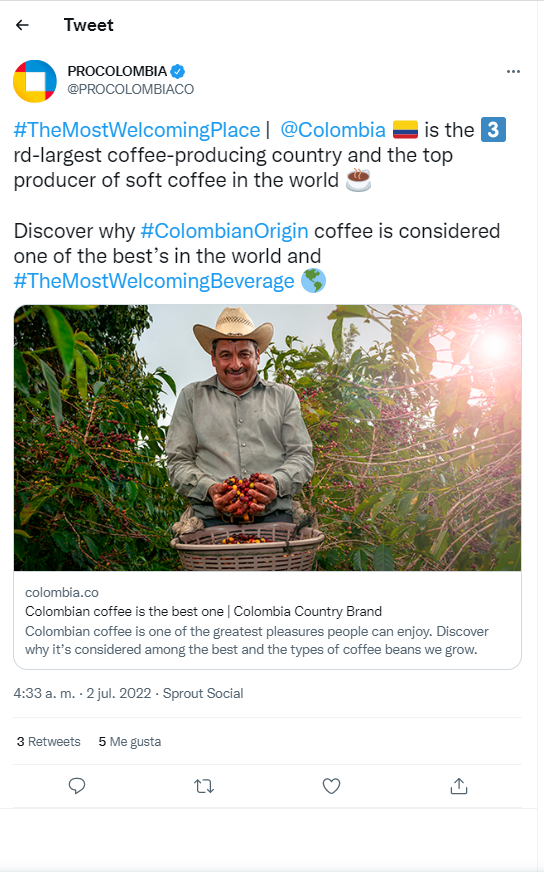 Tweet
PROCOLOMBIA
@PROCOLOMBIACO
#TheMostWelcomingPlace | @Colombia 🇨🇴 is the 3️⃣
rd-largest coffee-producing country and the top
producer of soft coffee in the world ☕
Discover why #ColombianOrigin coffee is considered
one of the best’s in the world and
#TheMostWelcomingBeverage 🌎
colombia.co
Colombian coffee is the best one | Colombia Country Brand
Colombian coffee is one of the greatest pleasures people can enjoy. Discover
why it’s considered among the best and the types of coffee beans we grow.
4:33 a. m. · 2 jul. 2022 · Sprout Social
3 Retweets 5 Me gusta